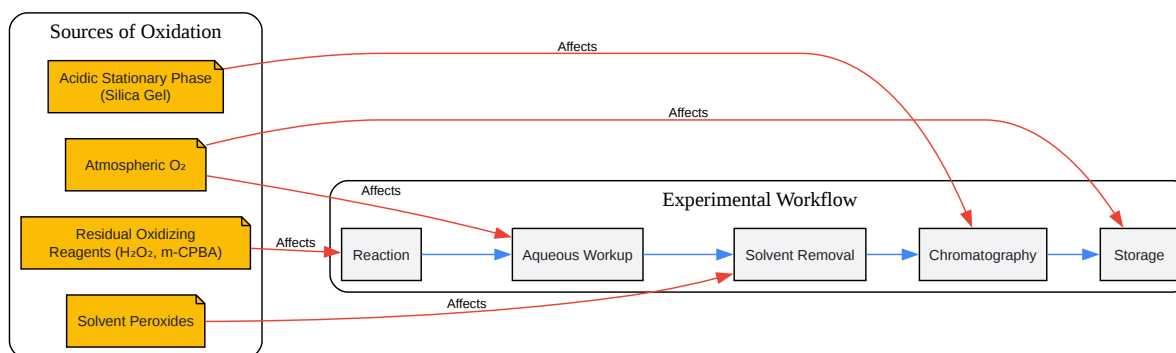 Sources of Oxidation
Acidic Stationary Phase
(Silica Gel)
Atmospheric O₂
Residual Oxidizing
Reagents (H₂O₂, m-CPBA)
Solvent Peroxides
Affects
Affects
Affects
Affects
Affects
Experimental Workflow
Reaction
Aqueous Workup
Solvent Removal
Chromatography
Storage